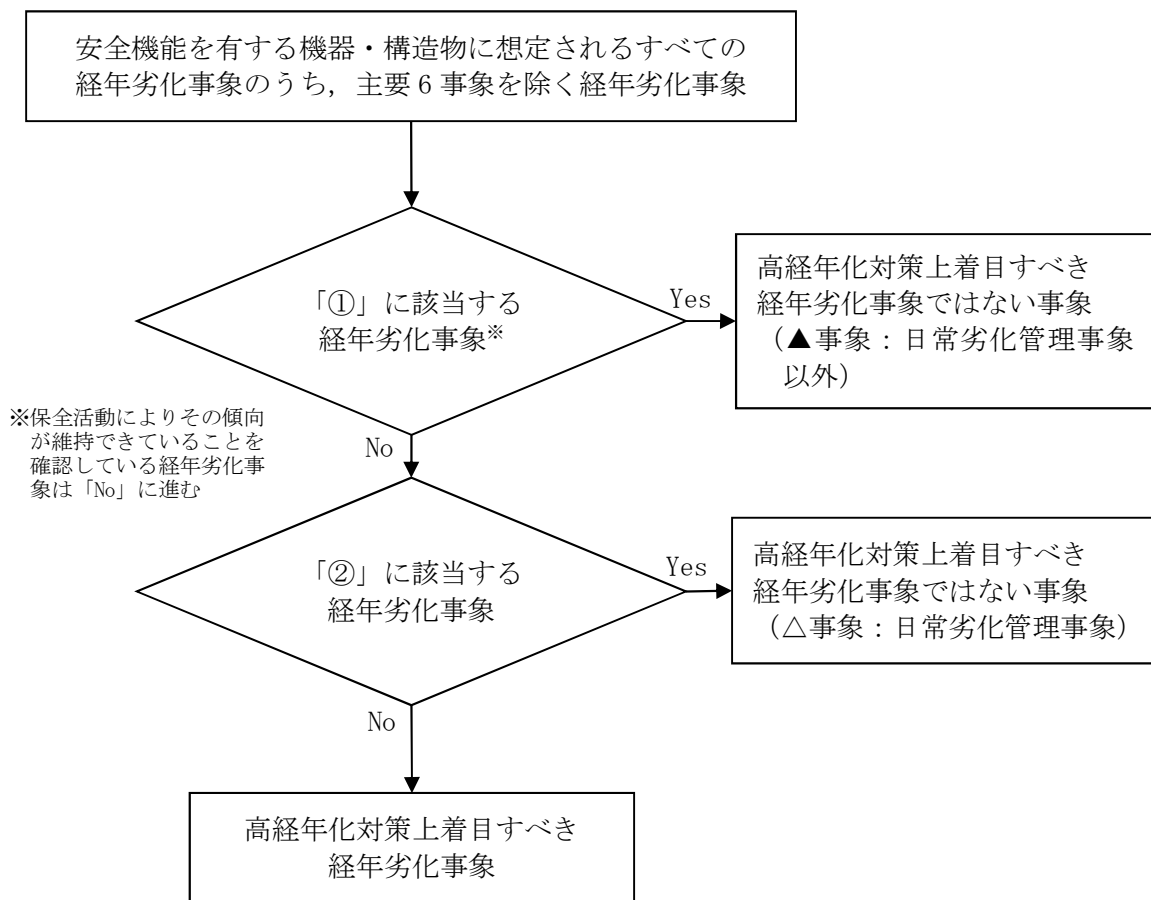 安全機能を有する機器・構造物に想定されるすべての
経年劣化事象のうち，主要6事象を除く経年劣化事象
「①」に該当する
経年劣化事象※
Yes
高経年化対策上着目すべき
経年劣化事象ではない事象
（▲事象：日常劣化管理事象
以外）
※保全活動によりその傾向
が維持できていることを
確認している経年劣化事
象は「No」に進む
No
「②」に該当する
経年劣化事象
Yes
高経年化対策上着目すべき
経年劣化事象ではない事象
（△事象：日常劣化管理事象）
No
高経年化対策上着目すべき
経年劣化事象